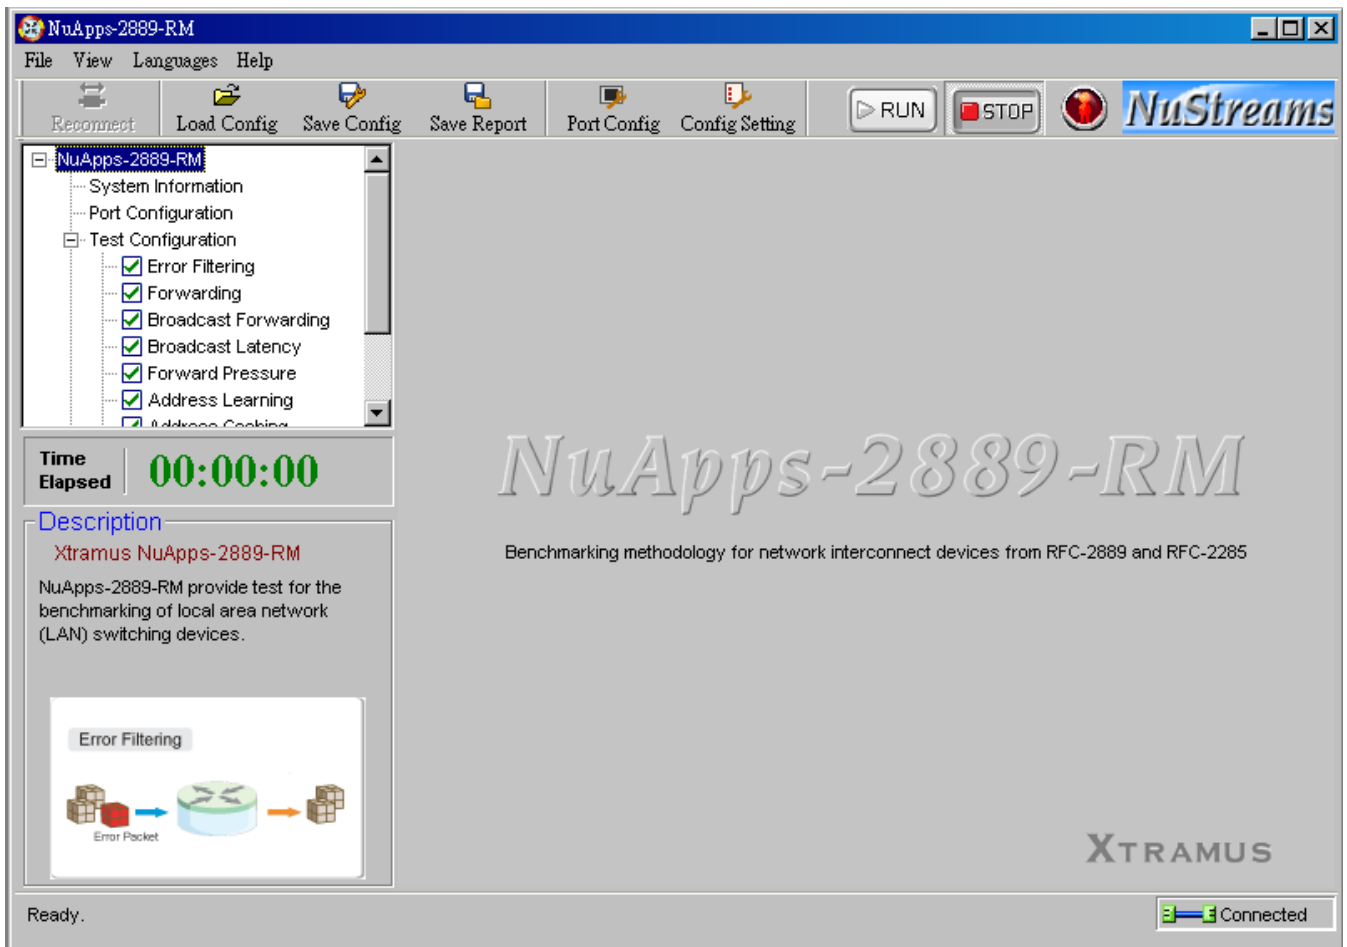 NuApps-2889-RM
File View Languages Help
Reconnect Load Config Save Config Save Report Port Config Config Setting RUN STOP NuStreams
NuApps-2889-RM
System Information
Port Configuration
Test Configuration
Error Filtering
Forwarding
Broadcast Forwarding
Broadcast Latency
Forward Pressure
Address Learning
Address Caching
Time
Elapsed
00:00:00
Description
Xtramus NuApps-2889-RM
NuApps-2889-RM provide test for the
benchmarking of local area network
(LAN) switching devices.
Error Filtering
Error Packet
NuApps-2889-RM
Benchmarking methodology for network interconnect devices from RFC-2889 and RFC-2285
XTRAMUS
Ready.
Connected